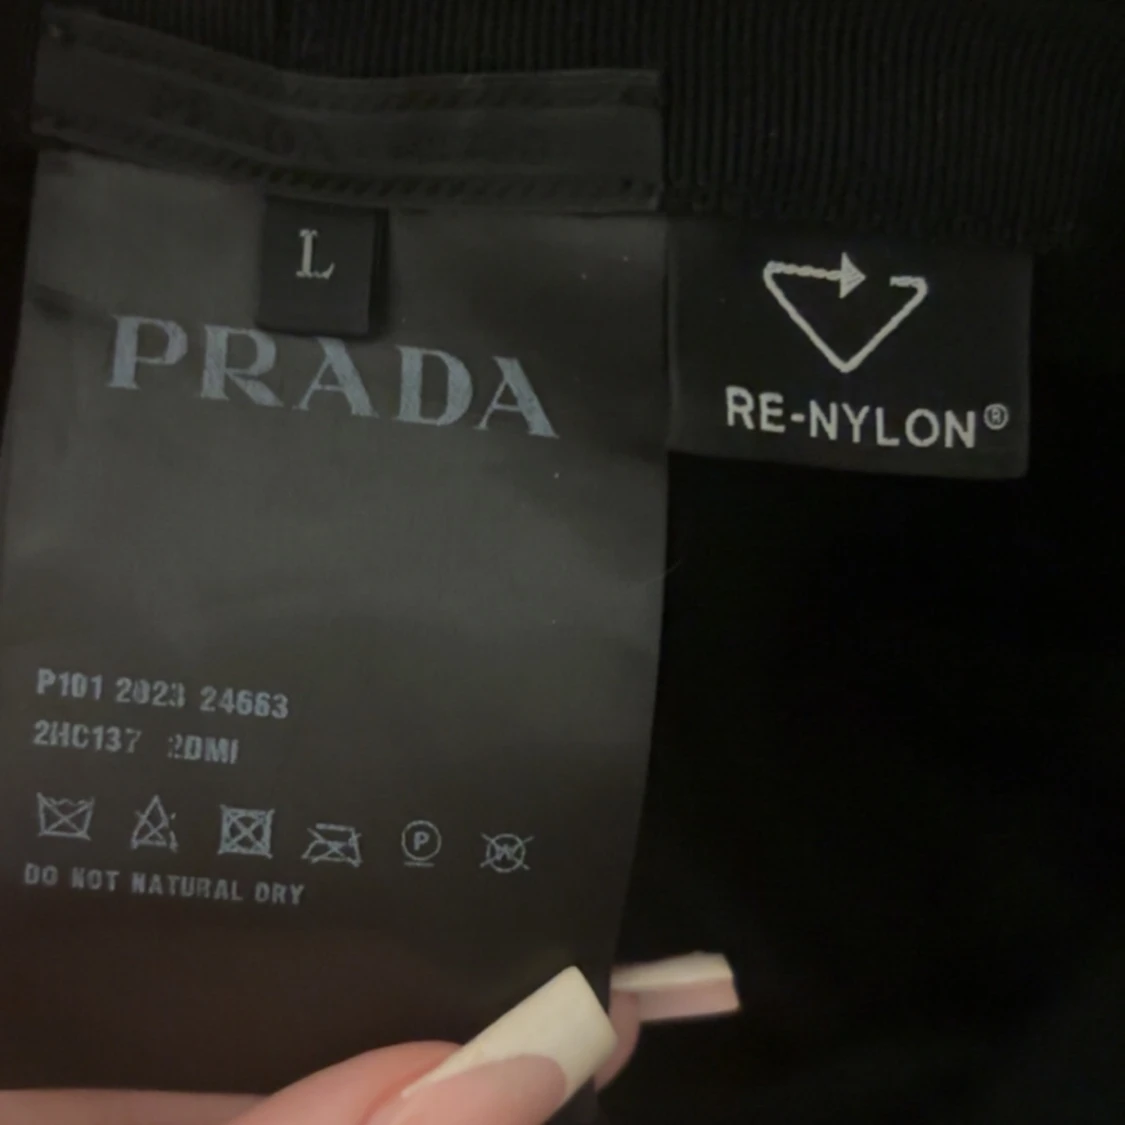 L
PRADA
RE-NYLON®
P101 2023 24663
2HC137 2DMI
P
W
DO NOT NATURAL DRY